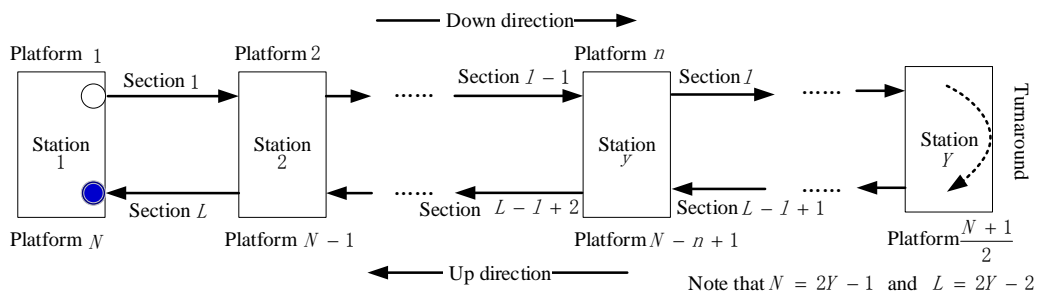 Down direction
Platform 1
Platform 2
Platform n
Section 1
Section l - 1
Section l
......
......
Station 1
Station 2
Station y
Station Y
Turnaround
Section L
Section L - l + 2
Section L - l + 1
......
......
Platform N
Platform N - 1
Platform N - n + 1
Platform (N + 1)/2
Up direction
Note that N = 2Y - 1 and L = 2Y - 2